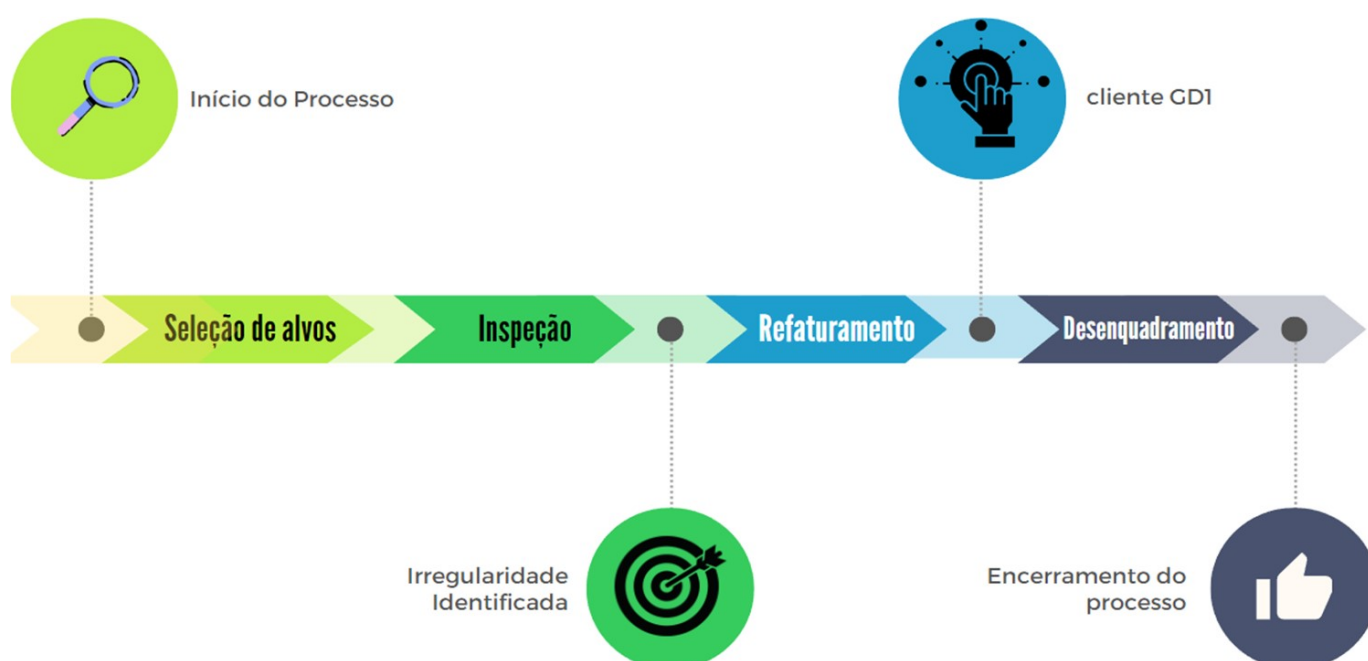 Início do Processo
cliente GD1
Seleção de alvos
Inspeção
Refaturamento
Desenquadramento
Irregularidade
Identificada
Encerramento do
processo